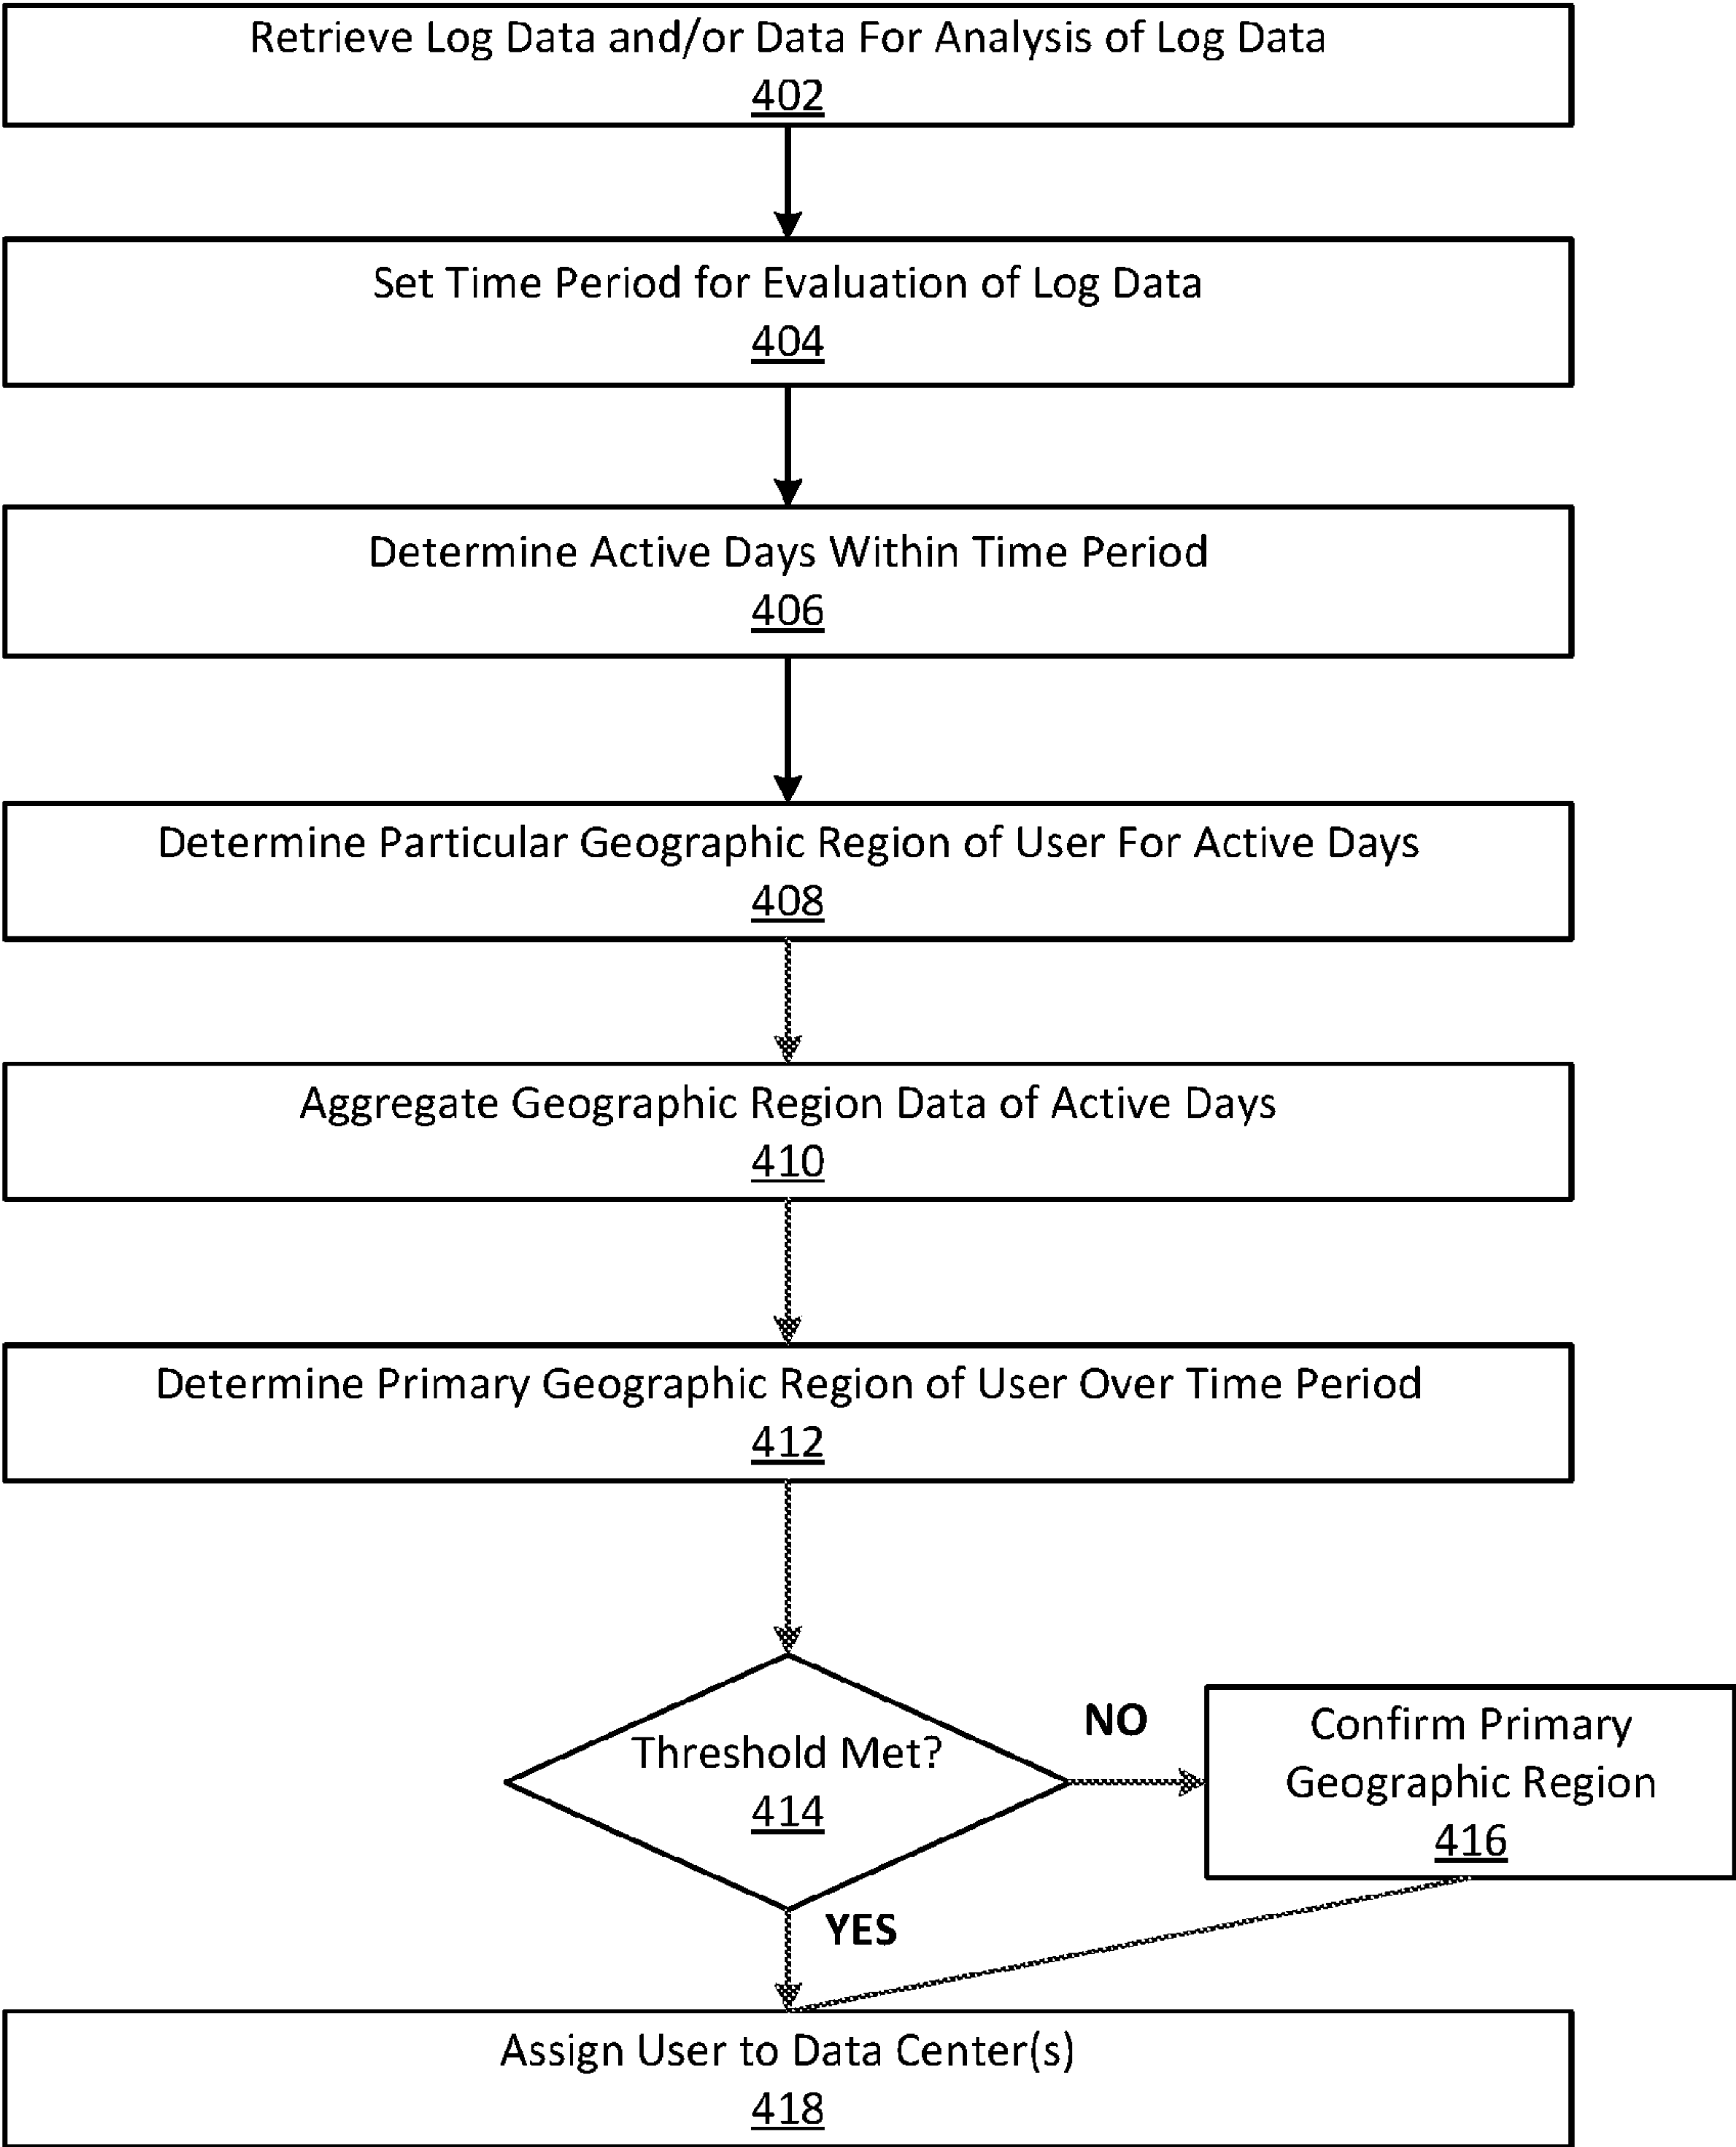 Retrieve Log Data and/or Data For Analysis of Log Data
402
Set Time Period for Evaluation of Log Data
404
Determine Active Days Within Time Period
406
Determine Particular Geographic Region of User For Active Days
408
Aggregate Geographic Region Data of Active Days
410
Determine Primary Geographic Region of User Over Time Period
412
Threshold Met?
414
NO
Confirm Primary
Geographic Region
416
YES
Assign User to Data Center(s)
418